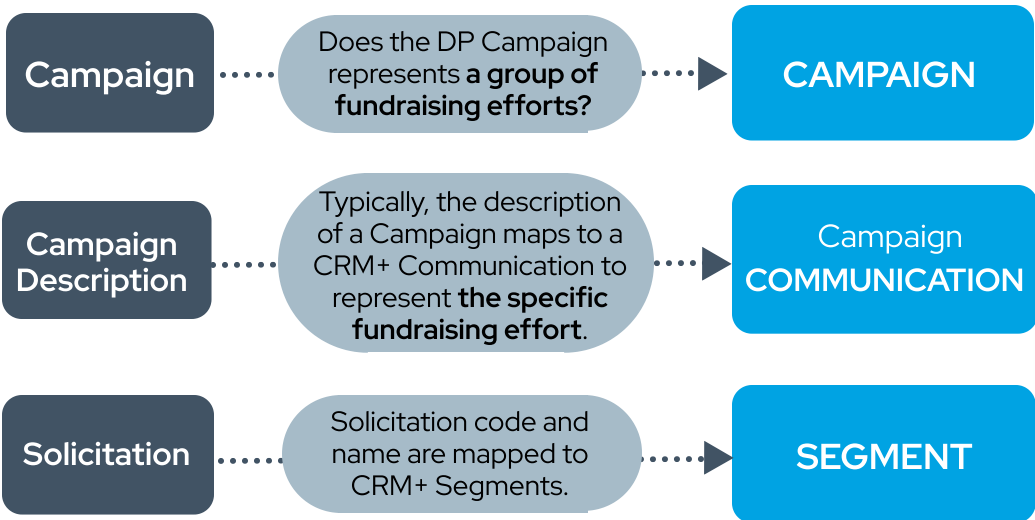 Campaign
Does the DP Campaign
represents a group of
fundraising efforts?
CAMPAIGN
Campaign
Description
Typically, the description
of a Campaign maps to a
CRM+ Communication to
represent the specific
fundraising effort.
Campaign
COMMUNICATION
Solicitation
Solicitation code and
name are mapped to
CRM+ Segments.
SEGMENT